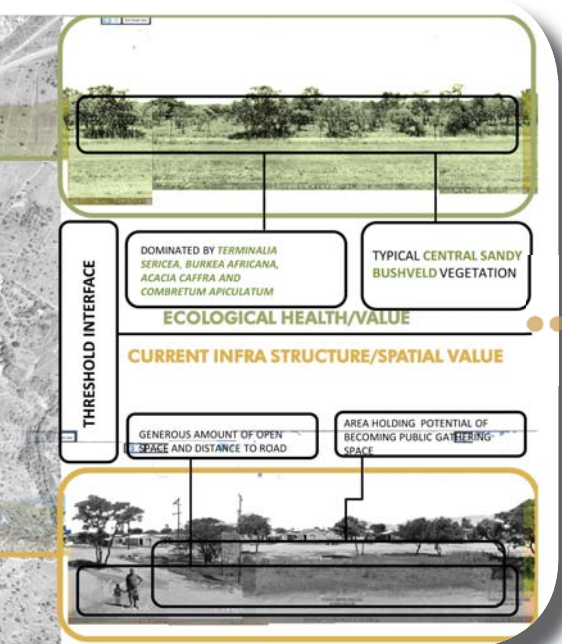 DOMINATED BY TERMINALIA
SERICEA, BURKEA AFRICANA,
ACACIA CAFFRA AND
COMBRETUM APICULATUM
TYPICAL CENTRAL SANDY
BUSHVELD VEGETATION
THRESHOLD INTERFACE
ECOLOGICAL HEALTH/VALUE
CURRENT INFRA STRUCTURE/SPATIAL VALUE
GENEROUS AMOUNT OF OPEN
SPACE AND DISTANCE TO ROAD
AREA HOLDING POTENTIAL OF
BECOMING PUBLIC GATHERING
SPACE